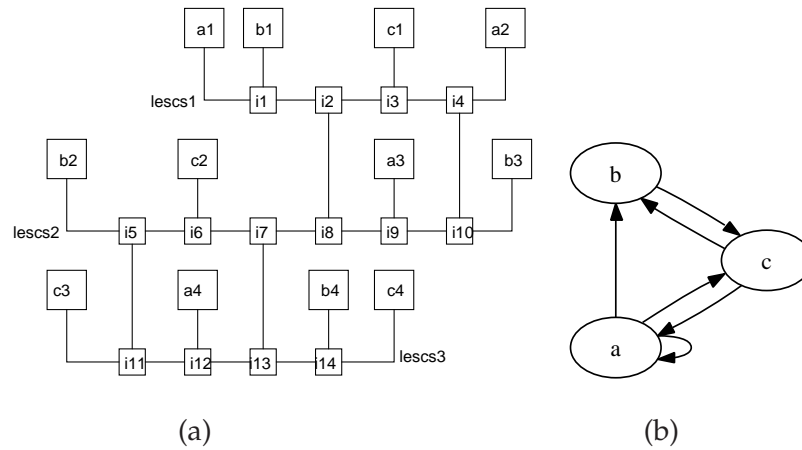 a1 b1 c1 a2
lescs1 i1 i2 i3 i4
b2 c2 a3 b3
lescs2 i5 i6 i7 i8 i9 i10
c3 a4 b4 c4
i11 i12 i13 i14 lescs3
(a)
b
c
a
(b)